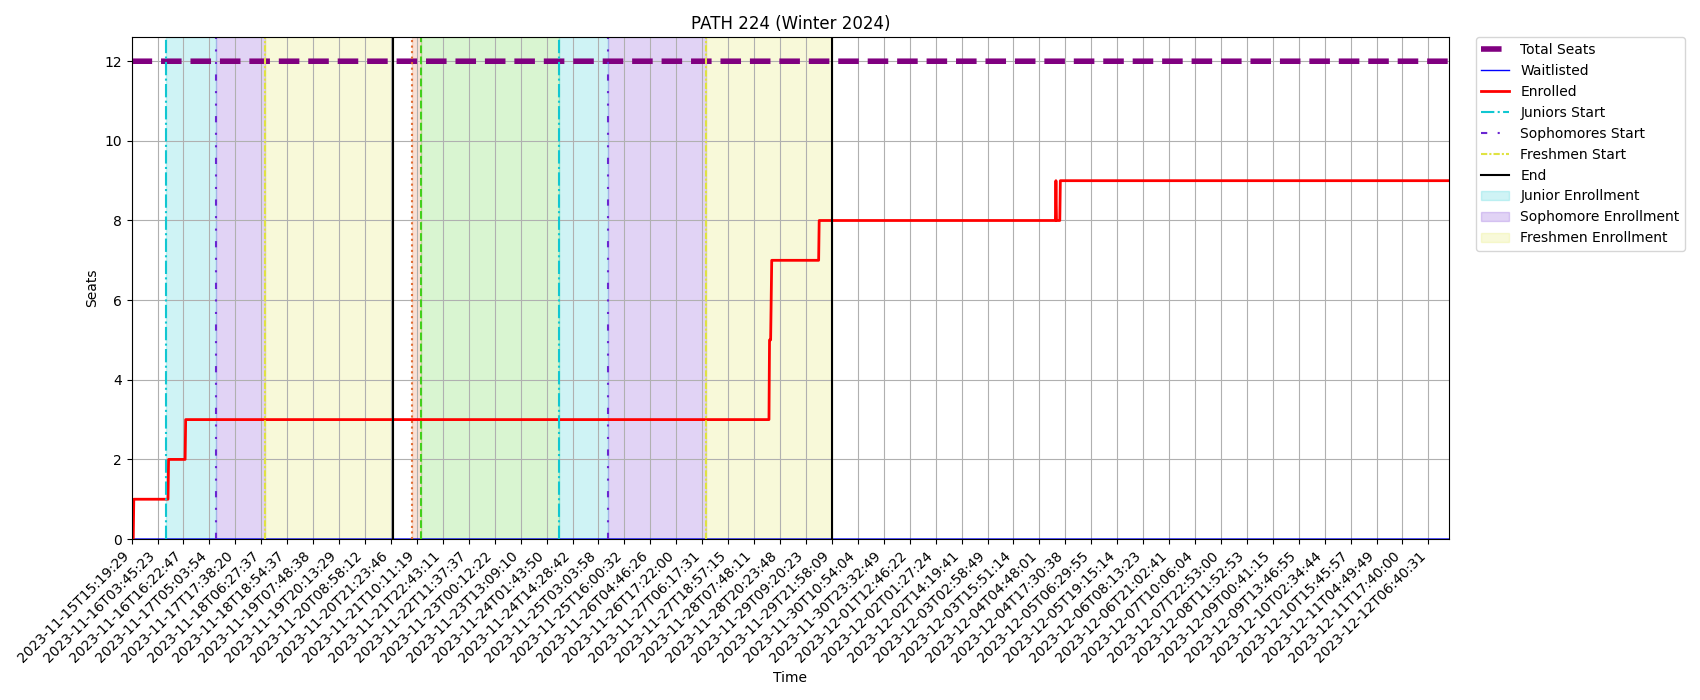 PATH 224 (Winter 2024)
Seats
12
10
8
6
4
2
0
2023-11-15T15:19:29
2023-11-16T03:45:23
2023-11-16T16:22:47
2023-11-17T05:03:54
2023-11-17T17:38:20
2023-11-18T06:27:37
2023-11-18T18:54:37
2023-11-19T07:48:38
2023-11-19T20:13:29
2023-11-20T08:58:12
2023-11-20T21:23:46
2023-11-21T10:11:19
2023-11-21T22:43:11
2023-11-22T11:37:37
2023-11-23T00:12:22
2023-11-23T13:09:10
2023-11-24T01:43:50
2023-11-24T14:28:42
2023-11-25T03:03:58
2023-11-25T16:00:32
2023-11-26T04:46:26
2023-11-26T17:22:00
2023-11-27T06:17:31
2023-11-27T18:57:15
2023-11-28T07:48:11
2023-11-28T20:23:48
2023-11-29T09:20:23
2023-11-29T21:58:09
2023-11-30T10:54:04
2023-11-30T23:32:49
2023-12-01T12:46:22
2023-12-02T01:27:24
2023-12-02T14:19:41
2023-12-03T02:58:49
2023-12-03T15:51:14
2023-12-04T04:48:01
2023-12-04T17:30:38
2023-12-05T06:29:55
2023-12-05T19:15:14
2023-12-06T08:13:23
2023-12-06T21:02:41
2023-12-07T10:06:04
2023-12-07T22:53:00
2023-12-08T11:52:53
2023-12-09T00:41:15
2023-12-09T13:46:55
2023-12-10T02:34:44
2023-12-10T15:45:57
2023-12-11T04:49:49
2023-12-11T17:40:00
2023-12-12T06:40:31
Time
Total Seats
Waitlisted
Enrolled
Juniors Start
Sophomores Start
Freshmen Start
End
Junior Enrollment
Sophomore Enrollment
Freshmen Enrollment